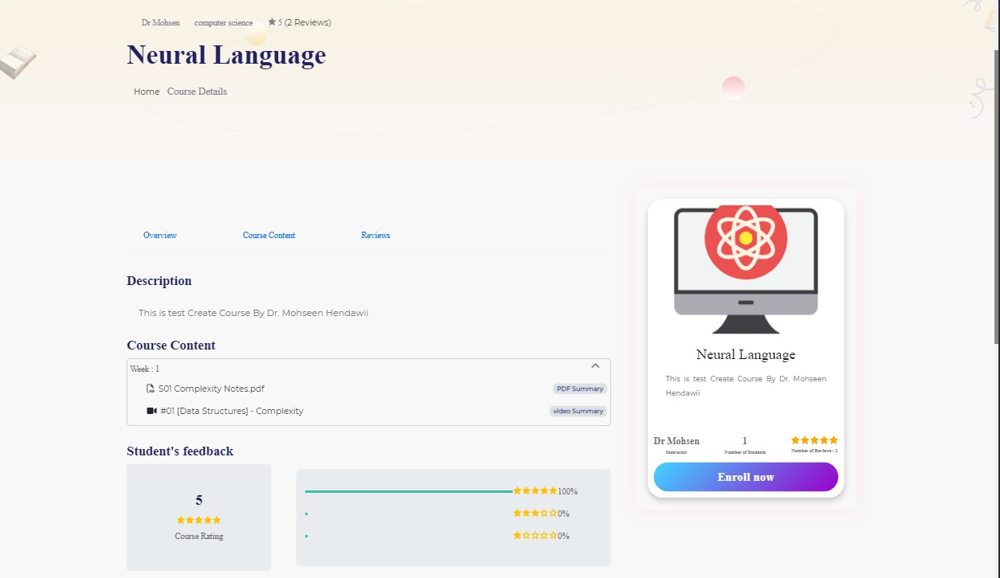 Dr Mohsen computer science 5 (2 Reviews)
Neural Language
Home Course Details
Overview Course Content Reviews
Description
This is test Create Course By Dr. Mohseen Hendawii
Course Content
Week : 1
S01 Complexity Notes.pdf PDF Summary
#01 [Data Structures] - Complexity video Summary
Student's feedback
5
Course Rating
100%
0%
0%
Neural Language
This is test Create Course By Dr. Mohseen
Hendawii
Dr Mohsen 1
Instructor Number of Students Number of Reviews : 2
Enroll now